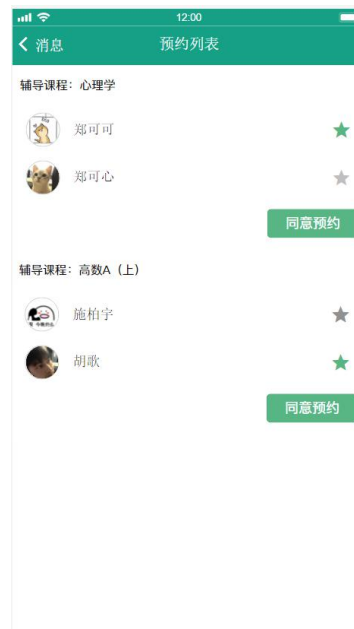 12:00
消息
预约列表
辅导课程：心理学
郑可可
郑可心
同意预约
辅导课程：高数A（上）
施柏宇
胡歌
同意预约